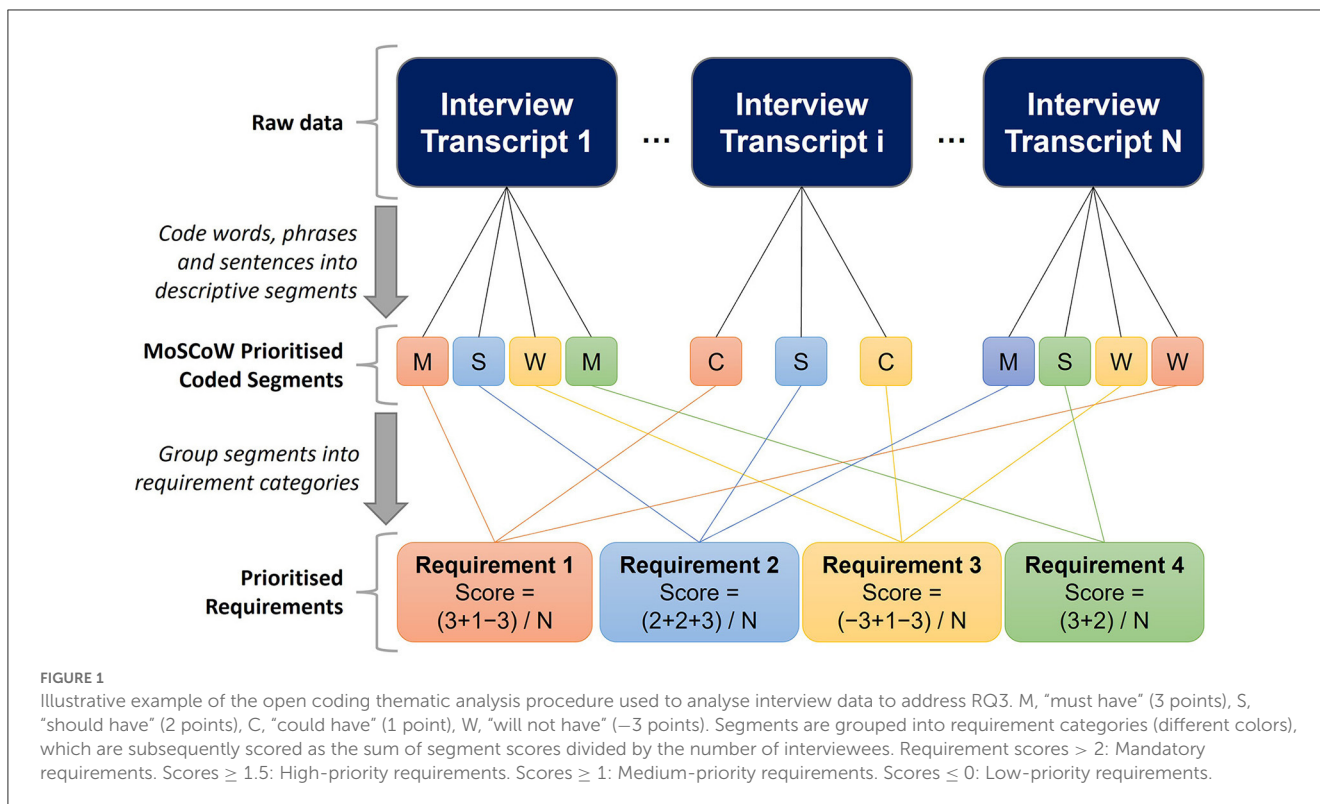 Raw data
Interview
Transcript 1
...
Interview
Transcript i
...
Interview
Transcript N
Code words, phrases
and sentences into
descriptive segments
MoSCoW Prioritised
Coded Segments
M S W M C S C M S W W
Group segments into
requirement categories
Prioritised
Requirements
Requirement 1
Score =
(3+1−3) / N
Requirement 2
Score =
(2+2+3) / N
Requirement 3
Score =
(−3+1−3) / N
Requirement 4
Score =
(3+2) / N
FIGURE 1
Illustrative example of the open coding thematic analysis procedure used to analyse interview data to address RQ3. M, “must have” (3 points), S,
“should have” (2 points), C, “could have” (1 point), W, “will not have” (−3 points). Segments are grouped into requirement categories (different colors),
which are subsequently scored as the sum of segment scores divided by the number of interviewees. Requirement scores > 2: Mandatory
requirements. Scores ≥ 1.5: High-priority requirements. Scores ≥ 1: Medium-priority requirements. Scores ≤ 0: Low-priority requirements.